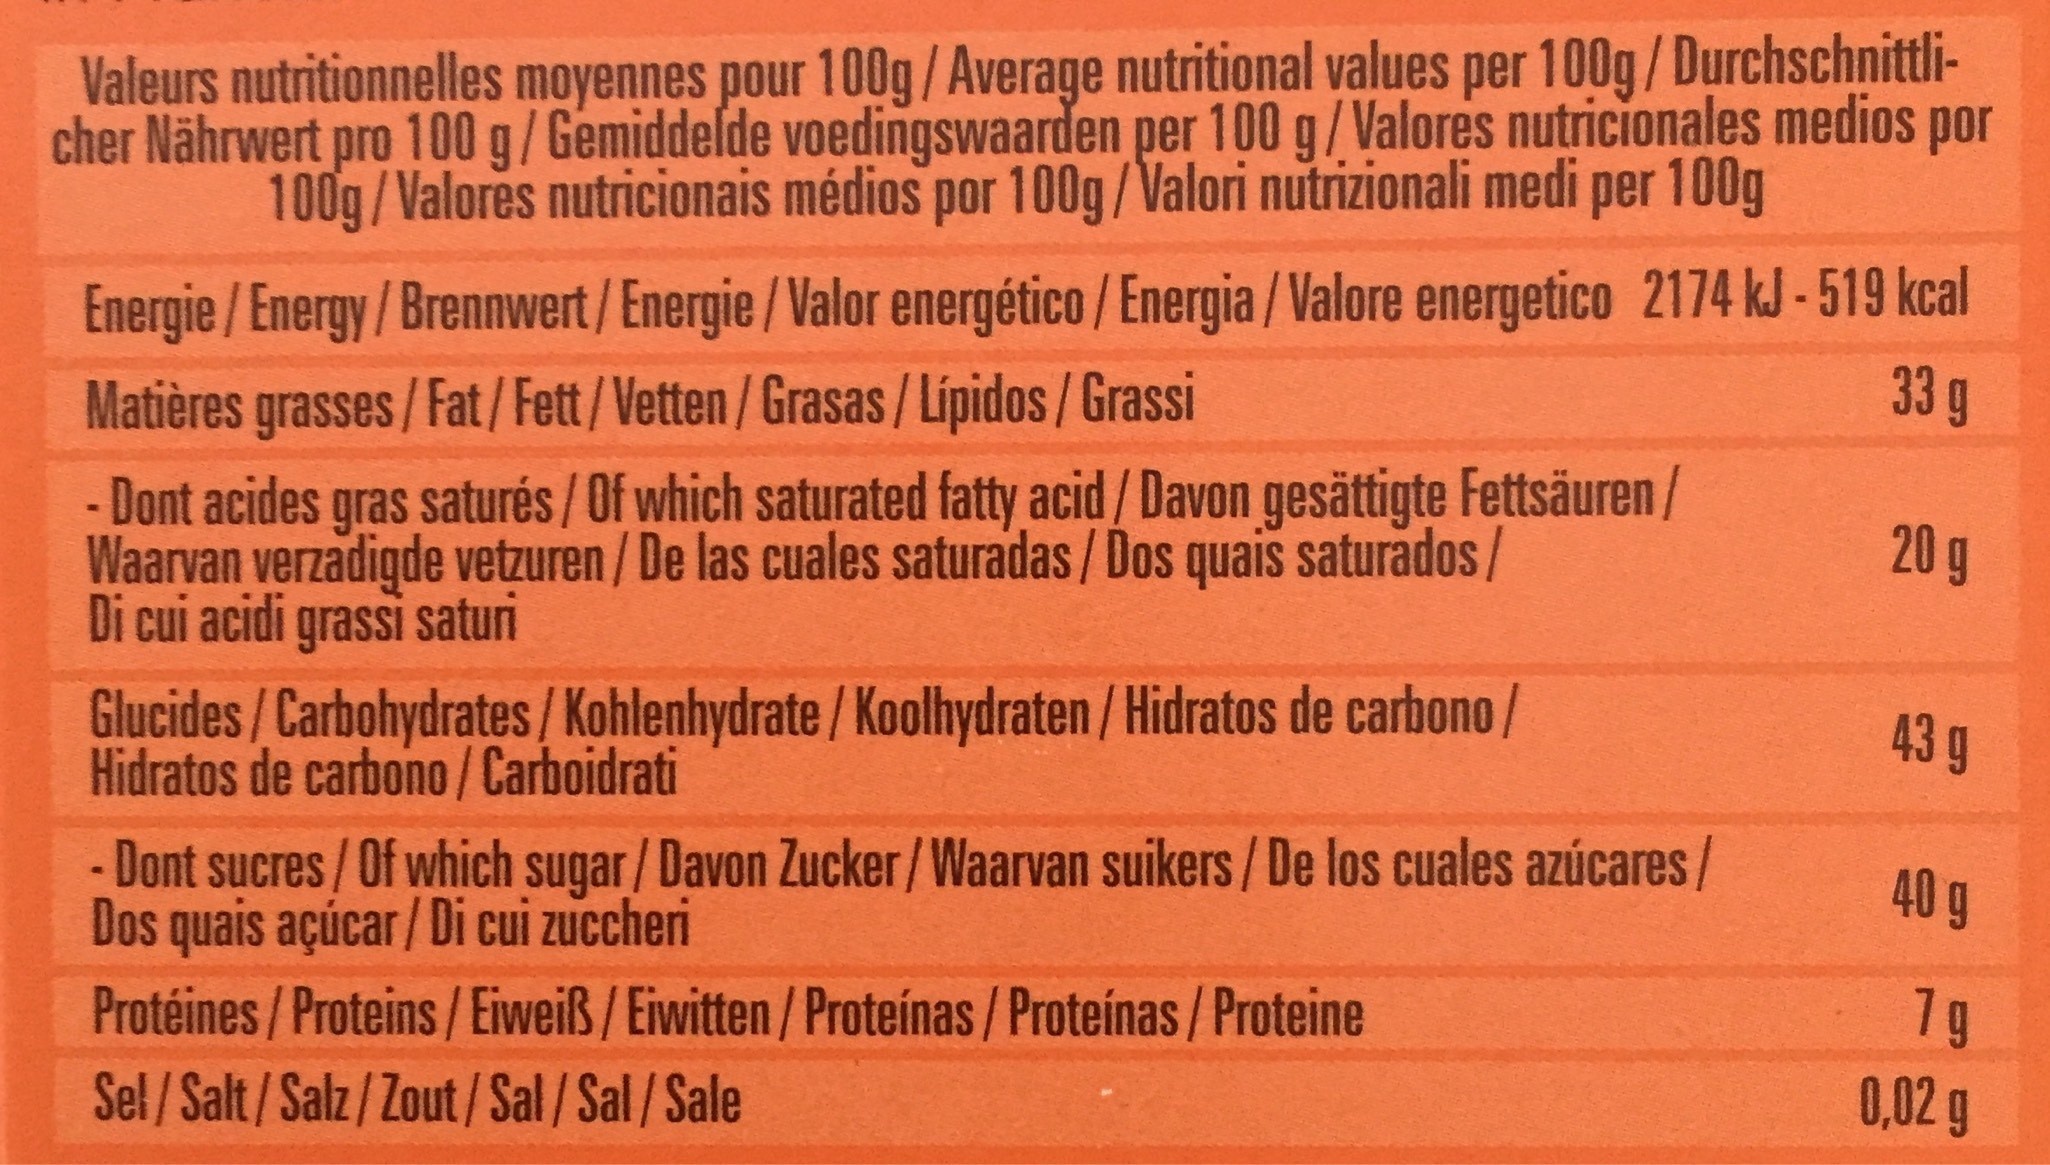 Valeurs nutritionnelles moyennes pour 100g / Average nutritional values per 100g / Durchschnittli-
cher Nährwert pro 100 g / Gemiddelde voedingswaarden per 100 g / Valores nutricionales medios por
100g / Valores nutricionais médios por 100g / Valori nutrizionali medi per 100g
Energie / Energy / Brennwert / Energie / Valor energético / Energia / Valore energetico 2174 kJ - 519 kcal
Matières grasses / Fat / Fett / Vetten / Grasas / Lípidos / Grassi 33 g
- Dont acides gras saturés / Of which saturated fatty acid / Davon gesättigte Fettsäuren /
Waarvan verzadigde vetzuren / De las cuales saturadas / Dos quais saturados / 20 g
Di cui acidi grassi saturi
Glucides / Carbohydrates / Kohlenhydrate / Koolhydraten / Hidratos de carbono / 43 g
Hidratos de carbono / Carboidrati
- Dont sucres / Of which sugar / Davon Zucker / Waarvan suikers / De los cuales azúcares / 40 g
Dos quais açúcar / Di cui zuccheri
Protéines / Proteins / Eiweiß / Eiwitten / Proteínas / Proteínas / Proteine 7 g
Sel / Salt / Salz / Zout / Sal / Sal / Sale 0,02 g